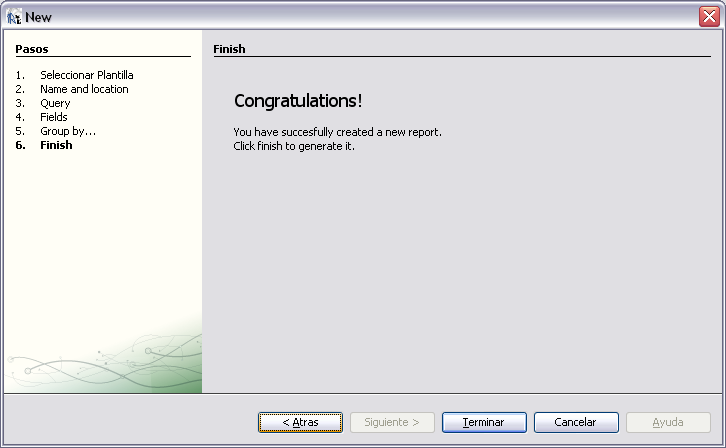 New
Pasos
1. Seleccionar Plantilla
2. Name and location
3. Query
4. Fields
5. Group by...
6. Finish
Finish
Congratulations!
You have succesfully created a new report.
Click finish to generate it.
< Atras
Siguiente >
Terminar
Cancelar
Ayuda